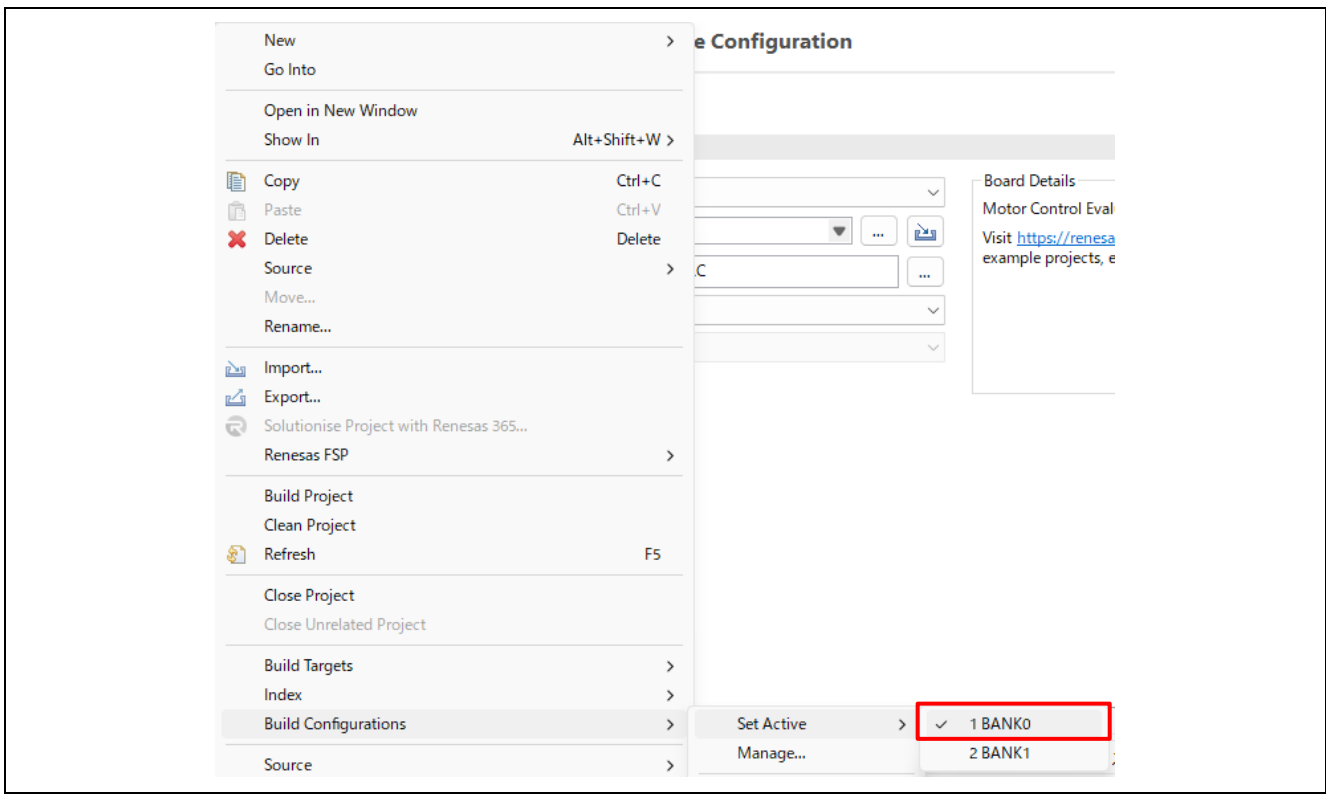 New
e Configuration
Go Into
Open in New Window
Show In Alt+Shift+W
Copy Ctrl+C
Board Details
Paste Ctrl+V
Motor Control Eval
Delete Delete
...
Visit https://renesa
Source
example projects, e
C
...
Move...
Rename...
Import...
Export...
Solutionise Project with Renesas 365...
Renesas FSP
Build Project
Clean Project
Refresh F5
Close Project
Close Unrelated Project
Build Targets
Index
Build Configurations
Set Active
1 BANK0
Manage...
2 BANK1
Source